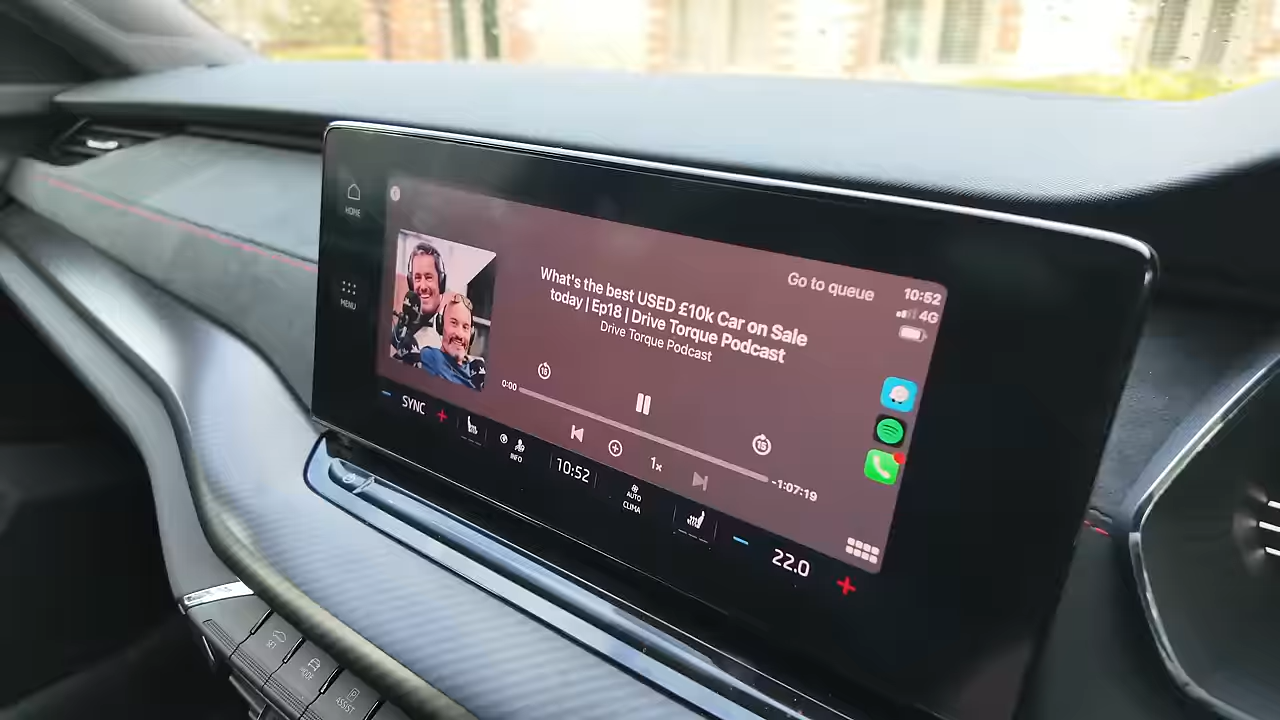 HOME
MENU
Go to queue
10:52
4G
What's the best USED £10k Car on Sale
today | Ep18 | Drive Torque Podcast
Drive Torque Podcast
15
15
0:00
1x
-1:07:19
SYNC
INFO
10:52
AUTO
CLIMA
22.0
MODE
P
ASSIST